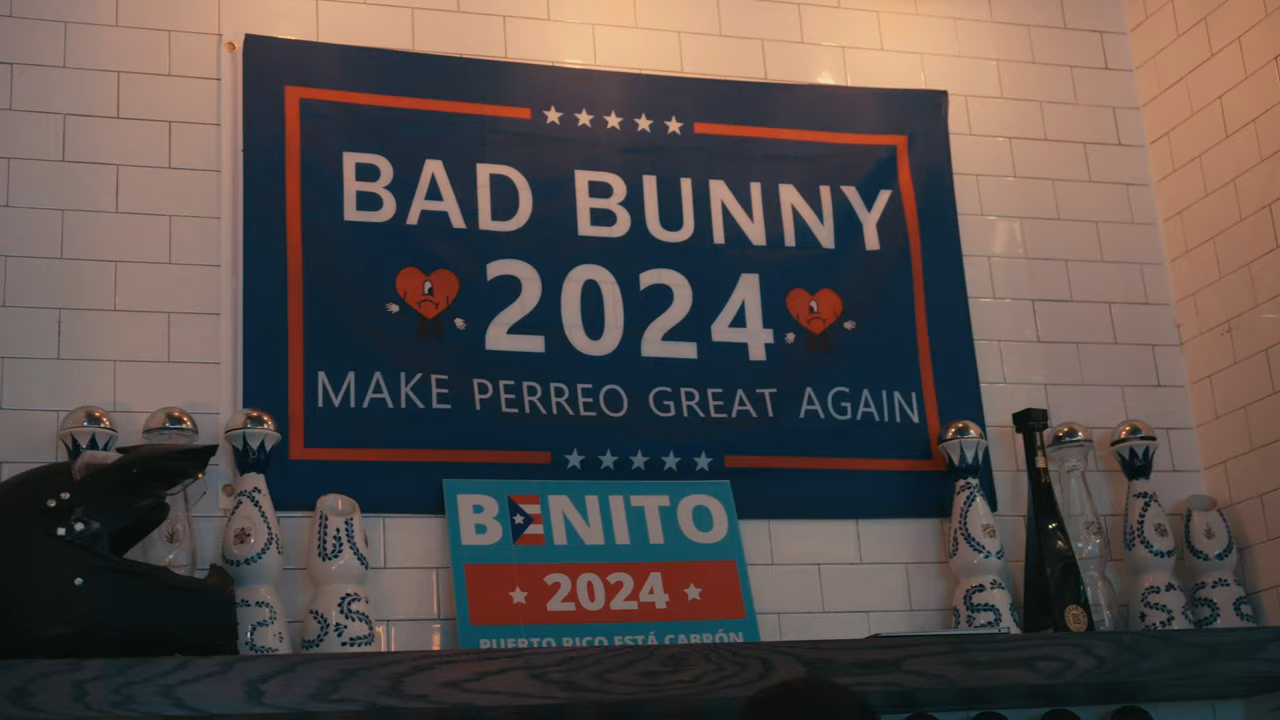 BAD BUNNY
2024
MAKE PERREO GREAT AGAIN
BENITO
2024
PUERTO RICO ESTÁ CABRÓN